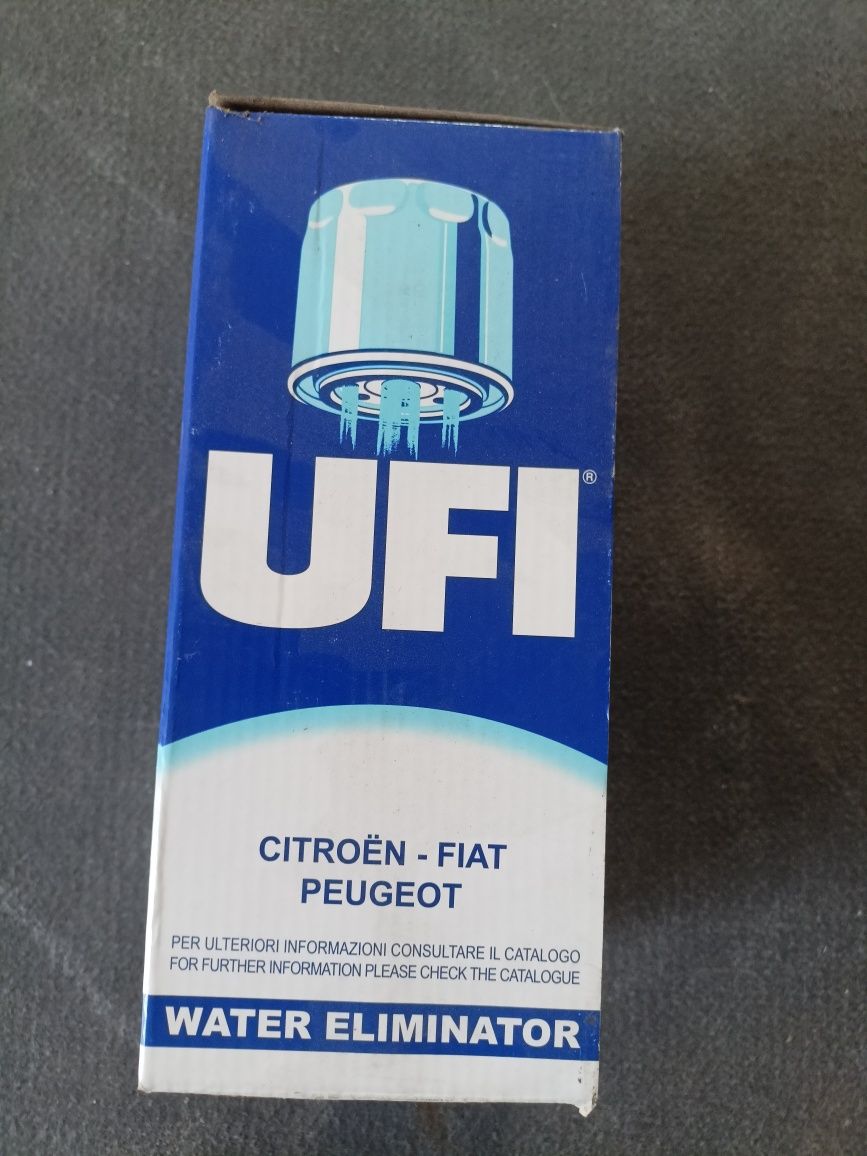 UFI®
CITROËN - FIAT
PEUGEOT
PER ULTERIORI INFORMAZIONI CONSULTARE IL CATALOGO
FOR FURTHER INFORMATION PLEASE CHECK THE CATALOGUE
WATER ELIMINATOR